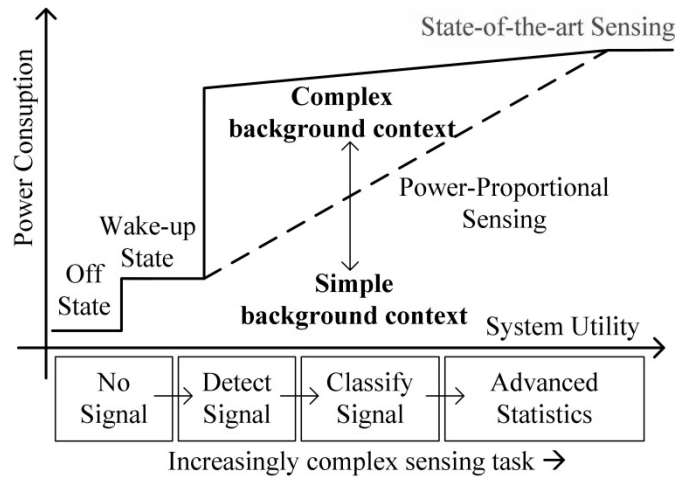 State-of-the-art Sensing
Power Consuption
Complex
background context
Power-Proportional
Sensing
Wake-up
State
Off
State
Simple
background context
System Utility
No
Signal
Detect
Signal
Classify
Signal
Advanced
Statistics
Increasingly complex sensing task →